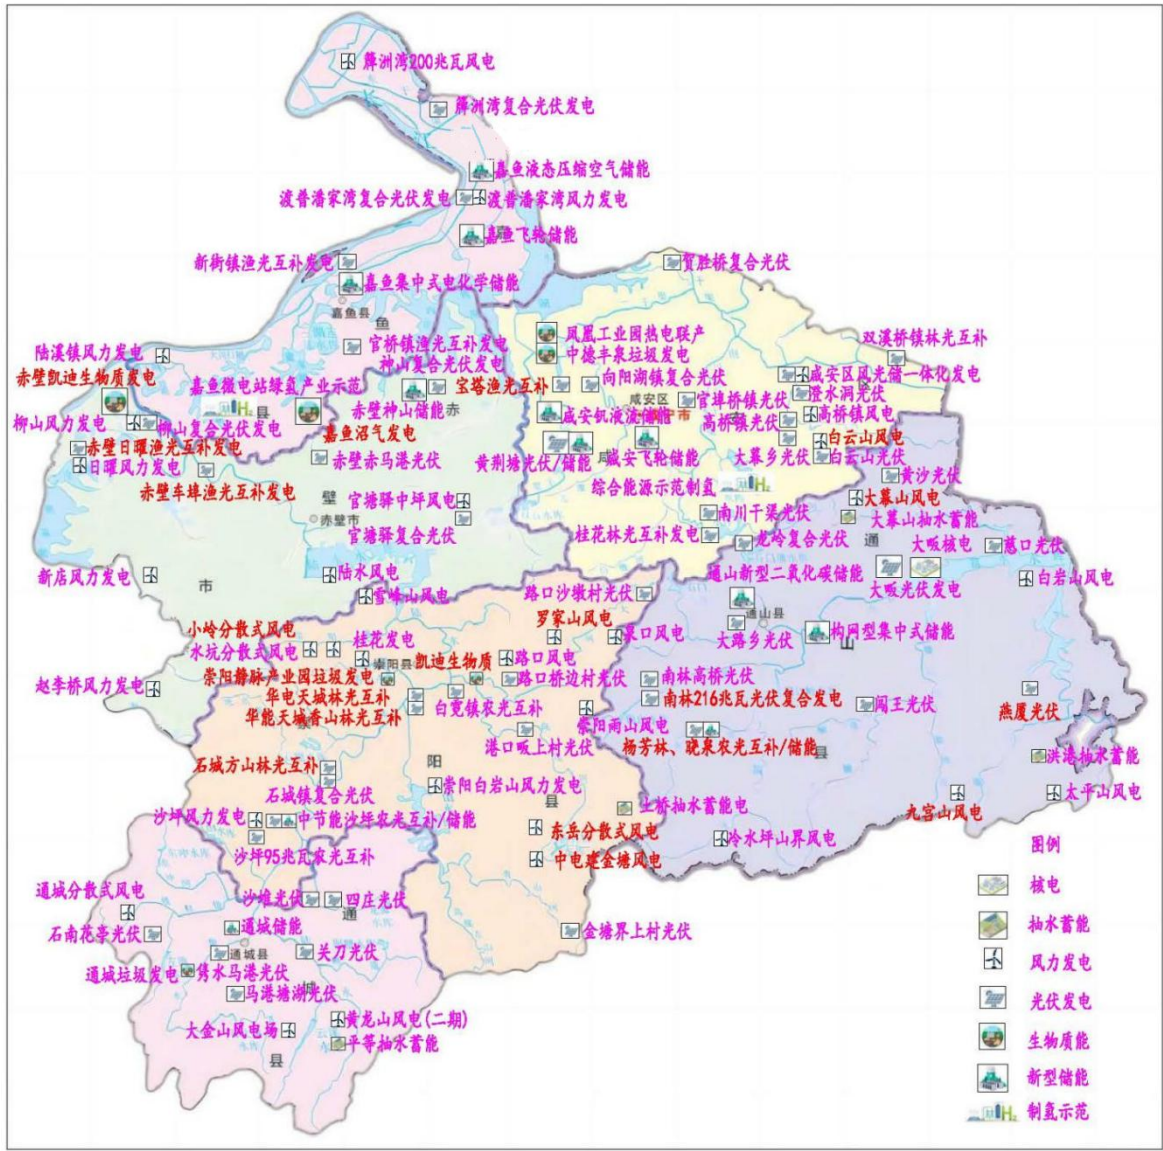 簰洲湾200兆瓦风电
簰洲湾复合光伏发电
嘉鱼液态压缩空气储能
渡普潘家湾复合光伏发电
渡普潘家湾风力发电
嘉
嘉鱼飞轮储能
新街镇渔光互补发电
贺胜桥复合光伏
嘉鱼集中式电化学储能
嘉鱼县
鱼
凤凰工业园热电联产
双溪桥镇林光互补
官桥镇渔光互补发电
陆溪镇风力发电
中德丰泉垃圾发电
神山复合光伏发电
赤壁凯迪生物质发电
嘉鱼微电站绿氢产业示范
宝塔渔光互补
向阳湖镇复合光伏
咸安区风光储一体化发电
澄水洞光伏
H₂
县
赤壁神山储能
赤
咸安区
官埠桥镇光伏
咸宁市
柳山风力发电
柳山复合光伏发电
嘉鱼沼气发电
咸安钒液流储能
高桥镇光伏
高桥镇风电
白云山风电
赤壁日曜渔光互补发电
赤壁赤马港光伏
黄荆塘光伏/储能
咸安飞轮储能
大幕乡光伏
白云山光伏
日曜风力发电
黄沙光伏
赤壁车埠渔光互补发电
壁
官塘驿中坪风电
综合能源示范制氢
H₂
大幕山风电
赤壁市
南川干渠光伏
大幕山抽水蓄能
官塘驿复合光伏
桂花林光互补发电
龙岭复合光伏
通
大畈核电
慈口光伏
新店风力发电
陆水风电
通山新型二氧化碳储能
白岩山风电
市
雪峰山风电
路口沙墩村光伏
大畈光伏发电
通山县
小岭分散式风电
桂花发电
罗家山风电
泉口风电
大路乡光伏
构网型集中式储能
山
水坑分散式风电
崇阳县
凯迪生物质
路口风电
崇阳静脉产业园垃圾发电
路口桥边村光伏
南林高桥光伏
赵李桥风力发电
华电天城林光互补
南林216兆瓦光伏复合发电
闯王光伏
燕厦光伏
华能天城香山林光互补
白霓镇农光互补
崇
崇阳雨山风电
港口畈上村光伏
杨芳林、晓泉农光互补/储能
县
石城方山林光互补
阳
洪港抽水蓄能
石城镇复合光伏
崇阳白岩山风力发电
太平山风电
县
上桥抽水蓄能电
九宫山风电
沙坪风力发电
中节能沙坪农光互补/储能
东岳分散式风电
冷水坪山界风电
图例
沙坪95兆瓦农光互补
中电建金塘风电
核电
通城分散式风电
沙堆光伏
四庄光伏
通
抽水蓄能
石南花亭光伏
通城储能
金塘界上村光伏
通城县
关刀光伏
风力发电
通城垃圾发电
隽水马港光伏
城
马港塘湖光伏
光伏发电
黄龙山风电(二期)
大金山风电场
平等抽水蓄能
生物质能
县
新型储能
H₂
制氢示范